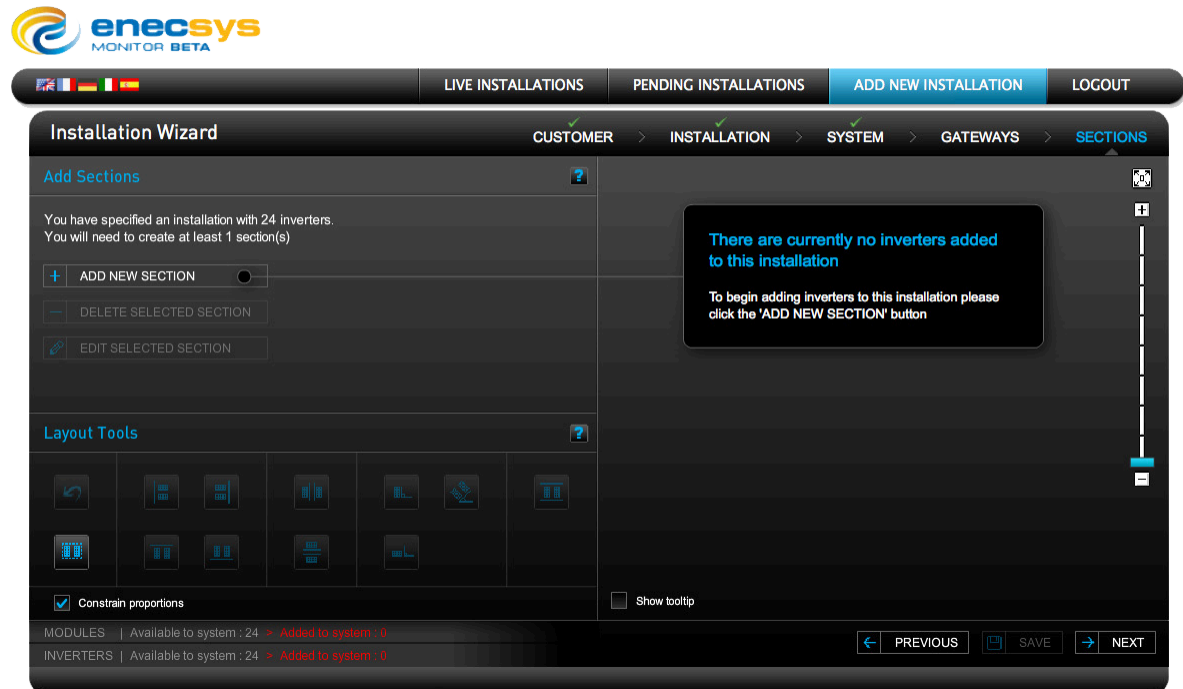 enecsys
MONITOR BETA
LIVE INSTALLATIONS
PENDING INSTALLATIONS
ADD NEW INSTALLATION
LOGOUT
Installation Wizard
CUSTOMER > INSTALLATION > SYSTEM > GATEWAYS > SECTIONS
Add Sections
?
You have specified an installation with 24 inverters.
You will need to create at least 1 section(s)
+ ADD NEW SECTION
− DELETE SELECTED SECTION
EDIT SELECTED SECTION
There are currently no inverters added
to this installation
To begin adding inverters to this installation please
click the 'ADD NEW SECTION' button
Layout Tools
?
Constrain proportions
Show tooltip
MODULES | Available to system : 24 > Added to system : 0
INVERTERS | Available to system : 24 > Added to system : 0
PREVIOUS
SAVE
NEXT